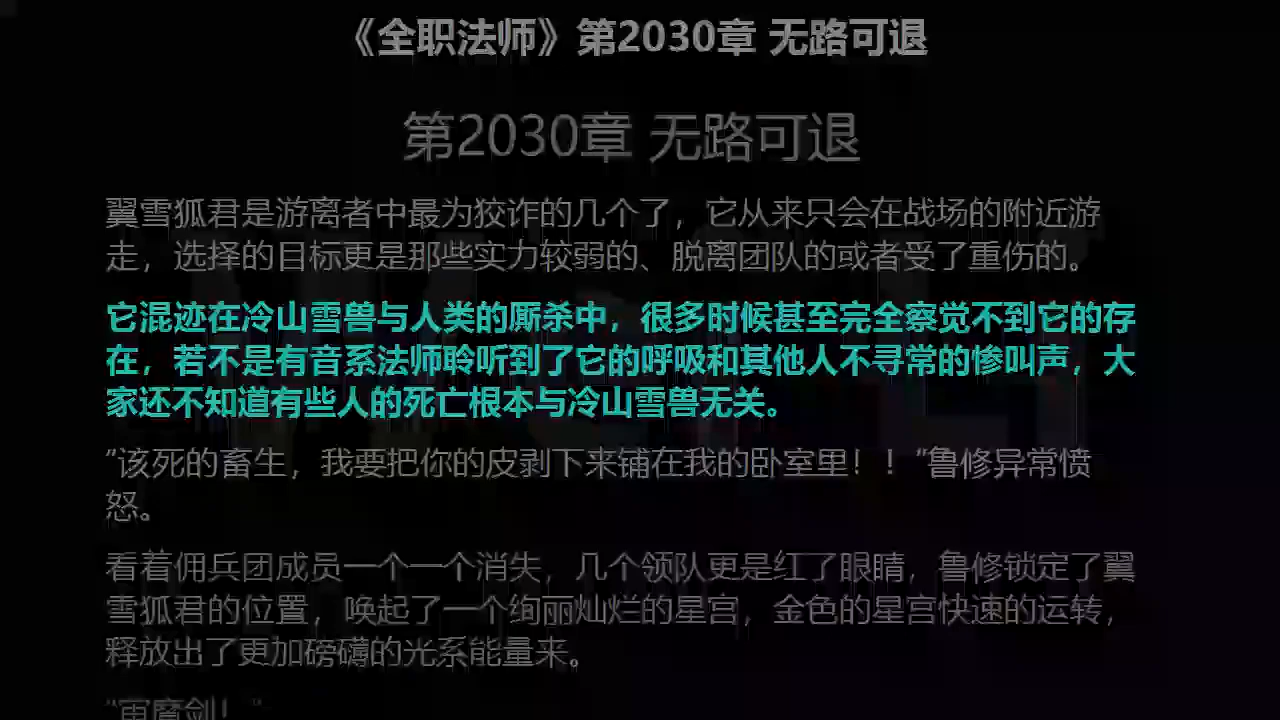 《全职法师》第2030章 无路可退
第2030章 无路可退
翼雪狐君是游离者中最为狡诈的几个了，它从来只会在战场的附近游
走，选择的目标更是那些实力较弱的、脱离团队的或者受了重伤的。
它混迹在冷山雪兽与人类的厮杀中，很多时候甚至完全察觉不到它的存
在，若不是有音系法师聆听到了它的呼吸和其他人不寻常的惨叫声，大
家还不知道有些人的死亡根本与冷山雪兽无关。
“该死的畜生，我要把你的皮剥下来铺在我的卧室里！！”鲁修异常愤
怒。
看着佣兵团成员一个一个消失，几个领队更是红了眼睛，鲁修锁定了翼
雪狐君的位置，唤起了一个绚丽灿烂的星宫，金色的星宫快速的运转，
释放出了更加磅礴的光系能量来。
“审魔剑！”